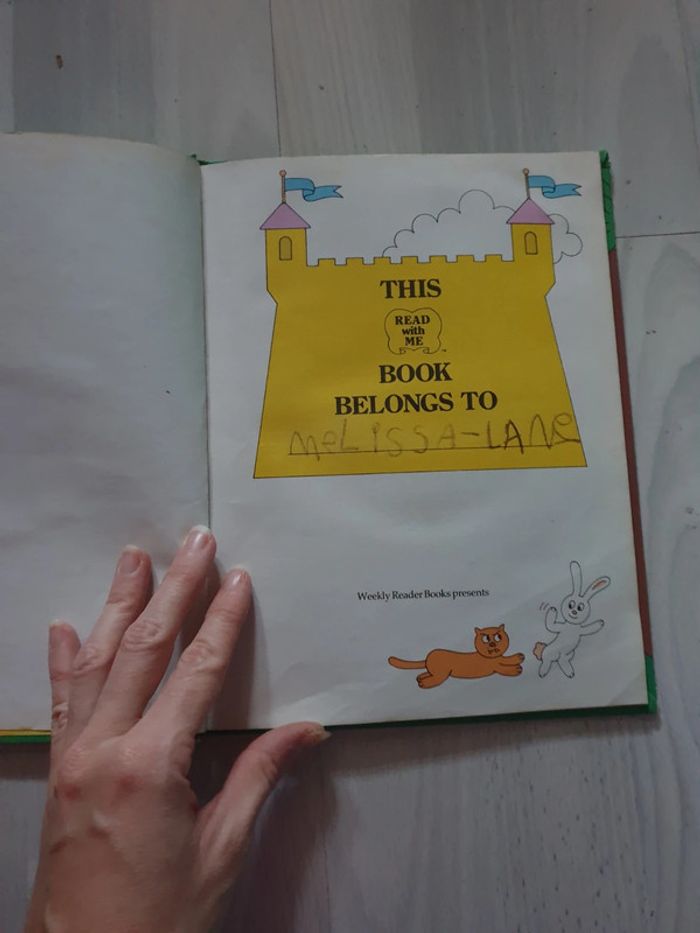 THIS
READ
with
ME
BOOK
BELONGS TO
MeLISSA-LANe
Weekly Reader Books presents